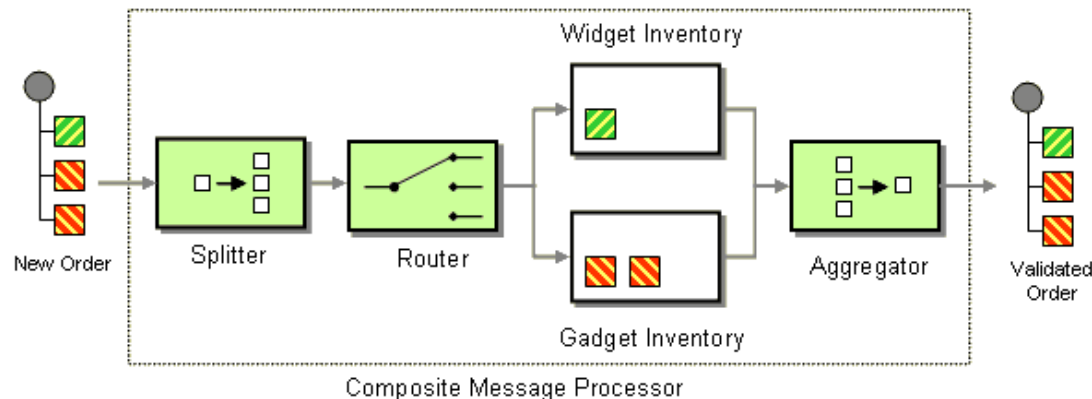 Widget Inventory
New Order
Splitter
Router
Gadget Inventory
Aggregator
Validated
Order
Composite Message Processor